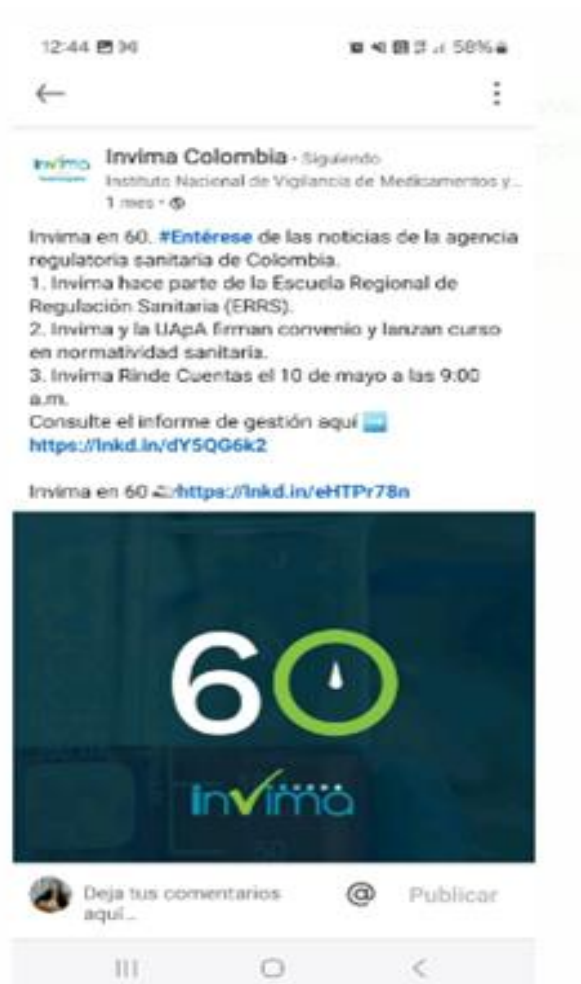 12:44
58%
invima
Invima Colombia · Siguiendo
Instituto Nacional de Vigilancia de Medicamentos y...
1 mes ·
Invima en 60. #Entérese de las noticias de la agencia
regulatoria sanitaria de Colombia.
1. Invima hace parte de la Escuela Regional de
Regulación Sanitaria (ERRS).
2. Invima y la UApA firman convenio y lanzan curso
en normatividad sanitaria.
3. Invima Rinde Cuentas el 10 de mayo a las 9:00
a.m.
Consulte el informe de gestión aquí
https://lnkd.in/dY5QG6k2
Invima en 60 https://lnkd.in/eHTPr78n
60
invima
Deja tus comentarios
aquí...
@ Publicar